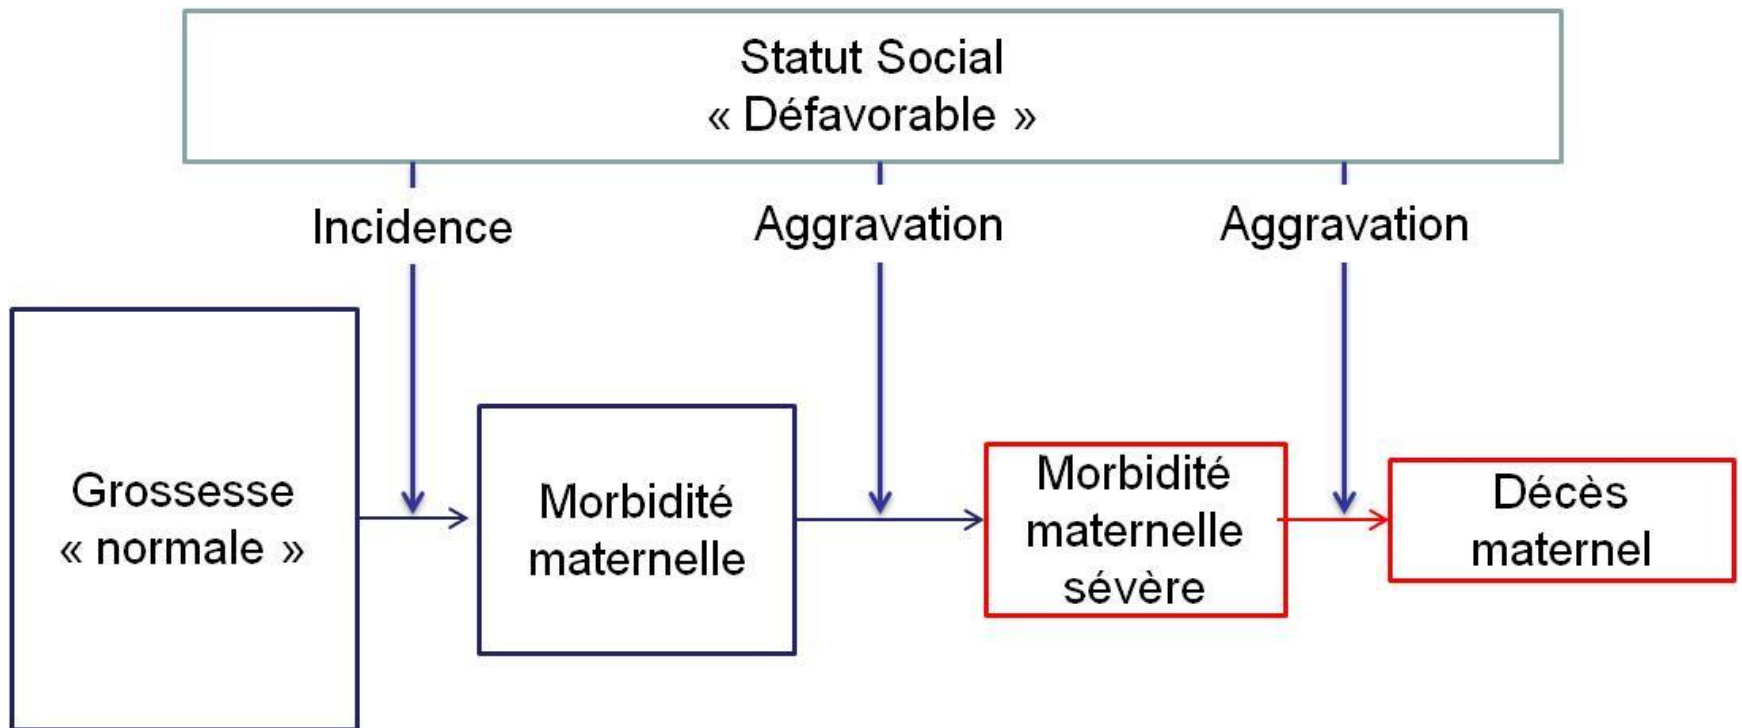 Statut Social
« Défavorable »
Incidence
Aggravation
Aggravation
Grossesse
« normale »
Morbidité
maternelle
Morbidité
maternelle
sévère
Décès
maternel